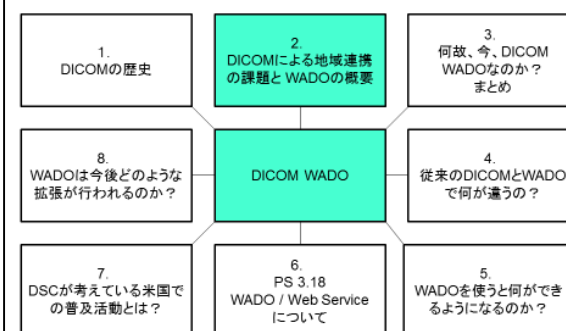 1.
DICOMの歴史
2.
DICOMによる地域連携
の課題と WADOの概要
3.
何故、今、DICOM
WADOなのか?
まとめ
8.
WADOは今後どのような
拡張が行われるのか?
DICOM WADO
4.
従来のDICOMとWADO
で何が違うの?
7.
DSCが考えている米国で
の普及活動とは?
6.
PS 3.18
WADO / Web Service
について
5.
WADOを使うと何ができ
るようになるのか?